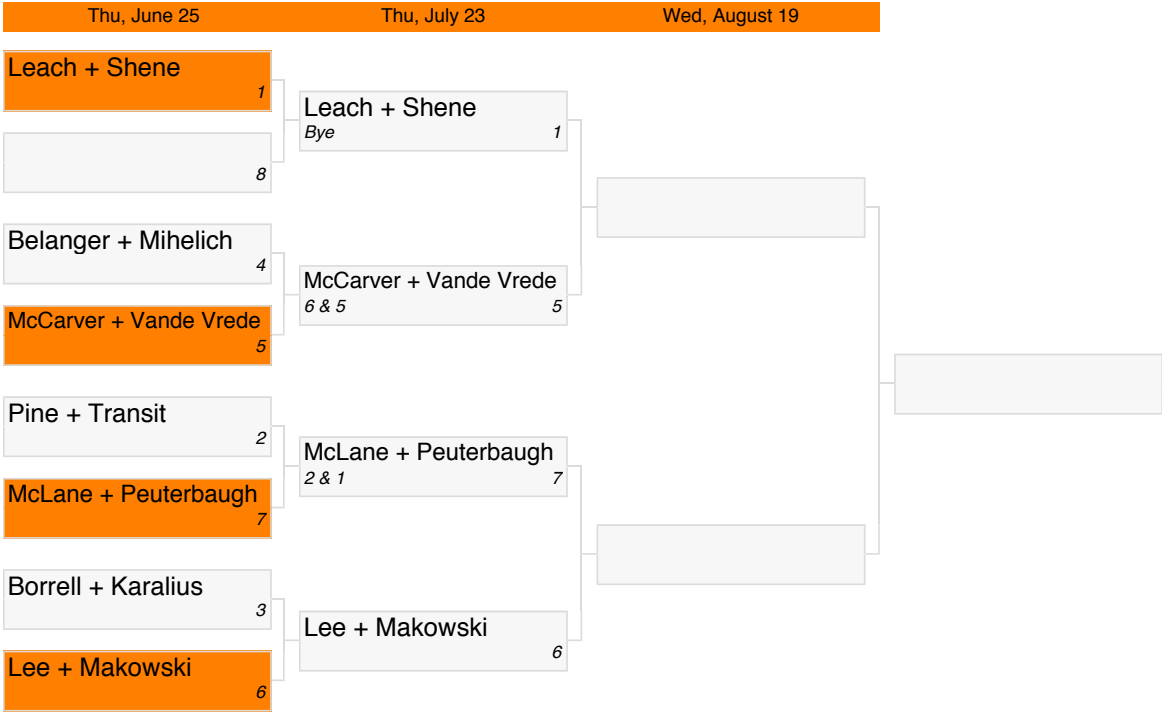 Thu, June 25
Thu, July 23
Wed, August 19
Leach + Shene
1
8
Belanger + Mihelich
4
McCarver + Vande Vrede
5
Pine + Transit
2
McLane + Peuterbaugh
7
Borrell + Karalius
3
Lee + Makowski
6
Leach + Shene
Bye 1
McCarver + Vande Vrede
6 & 5 5
McLane + Peuterbaugh
2 & 1 7
Lee + Makowski
6